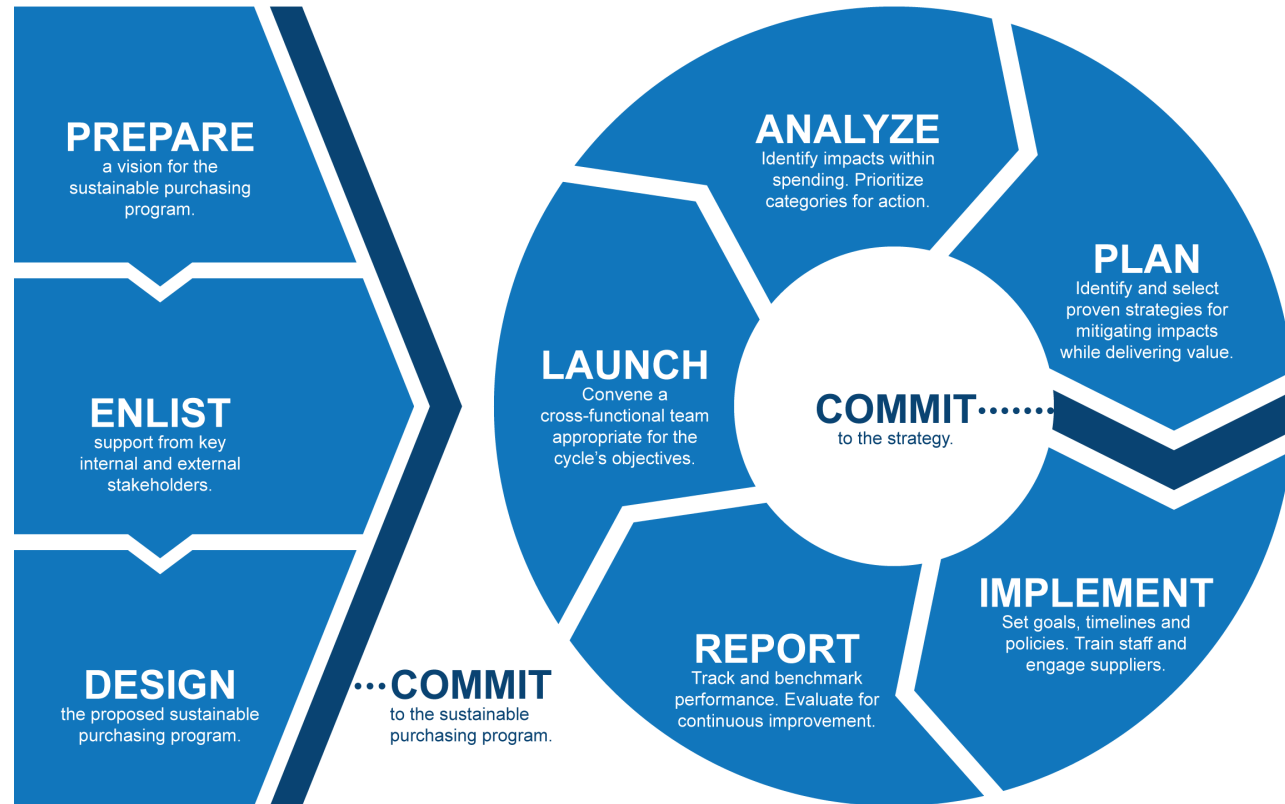 PREPARE
a vision for the
sustainable purchasing
program.
ENLIST
support from key
internal and external
stakeholders.
DESIGN
the proposed sustainable
purchasing program.
COMMIT
to the sustainable
purchasing program.
LAUNCH
Convene a
cross-functional team
appropriate for the
cycle's objectives.
ANALYZE
Identify impacts within
spending. Prioritize
categories for action.
PLAN
Identify and select
proven strategies for
mitigating impacts
while delivering value.
COMMIT
to the strategy.
IMPLEMENT
Set goals, timelines and
policies. Train staff and
engage suppliers.
REPORT
Track and benchmark
performance. Evaluate for
continuous improvement.